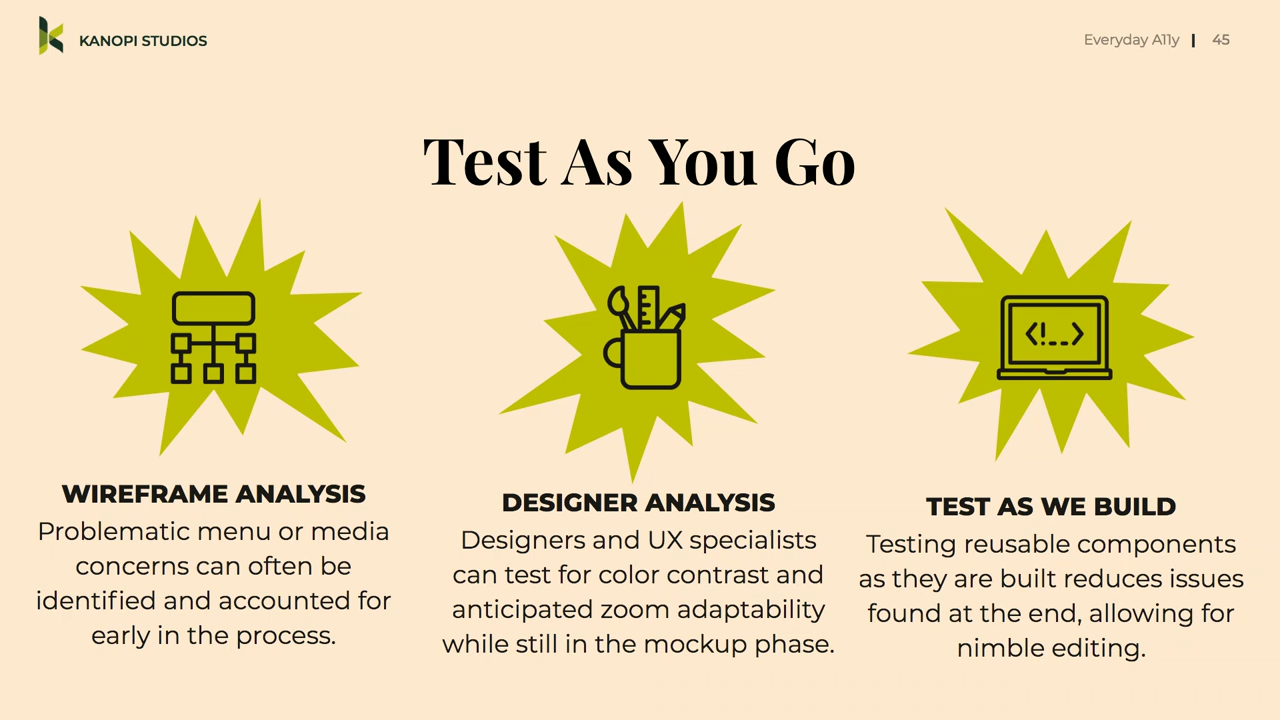 KANOPI STUDIOS
Everyday A11y | 45
Test As You Go
<!_ _>
WIREFRAME ANALYSIS
Problematic menu or media
concerns can often be
identified and accounted for
early in the process.
DESIGNER ANALYSIS
Designers and UX specialists
can test for color contrast and
anticipated zoom adaptability
while still in the mockup phase.
TEST AS WE BUILD
Testing reusable components
as they are built reduces issues
found at the end, allowing for
nimble editing.